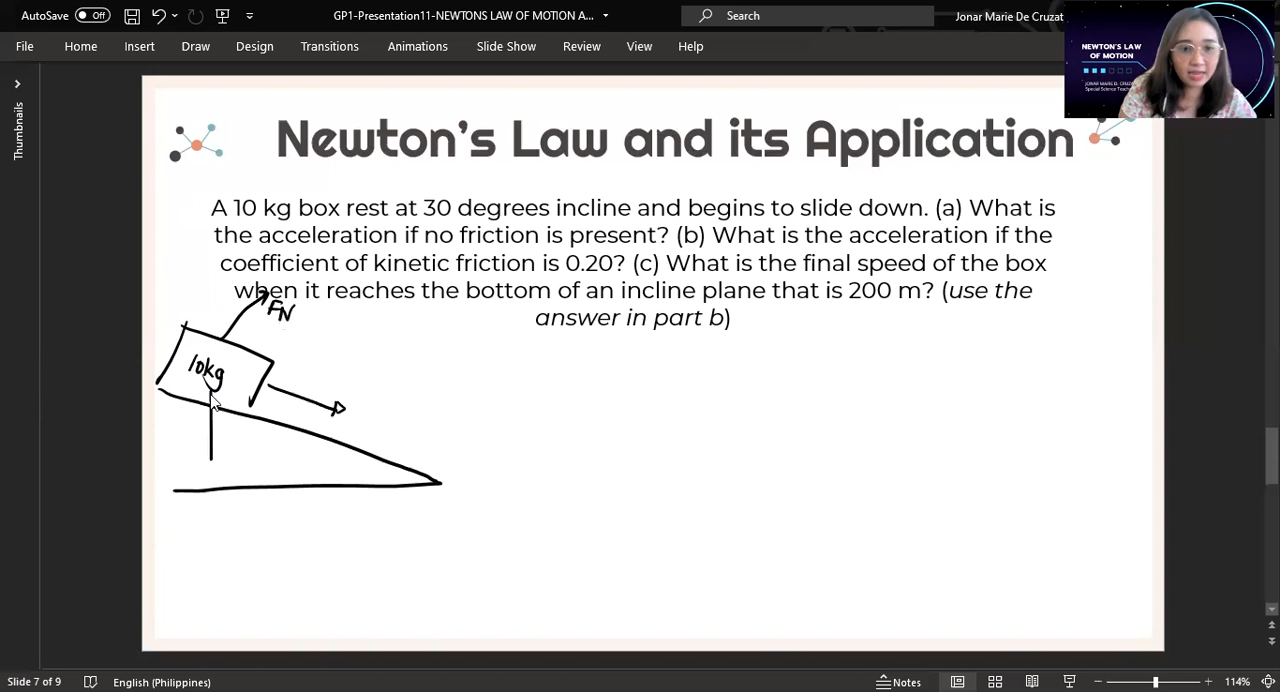 AutoSave Off GP1-Presentation11-NEWTONS LAW OF MOTION A... Search Jonar Marie De Cruzat
File Home Insert Draw Design Transitions Animations Slide Show Review View Help
NEWTON'S LAW
OF MOTION
Thumbnails
Newton's Law and its Application
A 10 kg box rest at 30 degrees incline and begins to slide down. (a) What is
the acceleration if no friction is present? (b) What is the acceleration if the
coefficient of kinetic friction is 0.20? (c) What is the final speed of the box
when it reaches the bottom of an incline plane that is 200 m? (use the
answer in part b)
FN
10kg
Slide 7 of 9 English (Philippines) Notes 114%